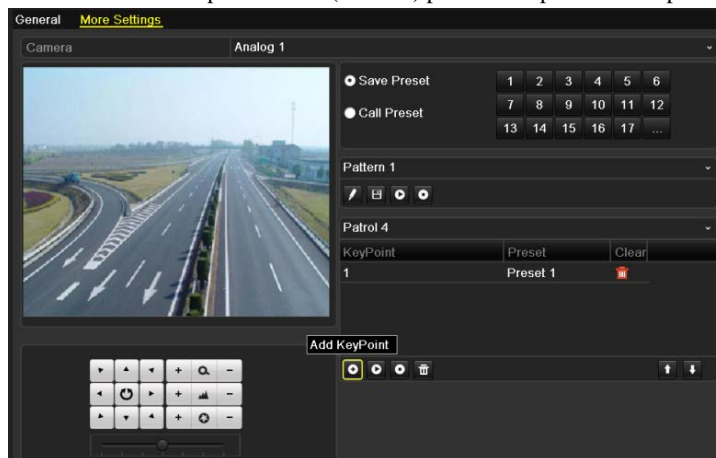 General More Settings
Camera Analog 1
Save Preset 1 2 3 4 5 6
Call Preset 7 8 9 10 11 12
13 14 15 16 17 ...
Pattern 1
Patrol 4
KeyPoint Preset Clear
1 Preset 1
Add KeyPoint